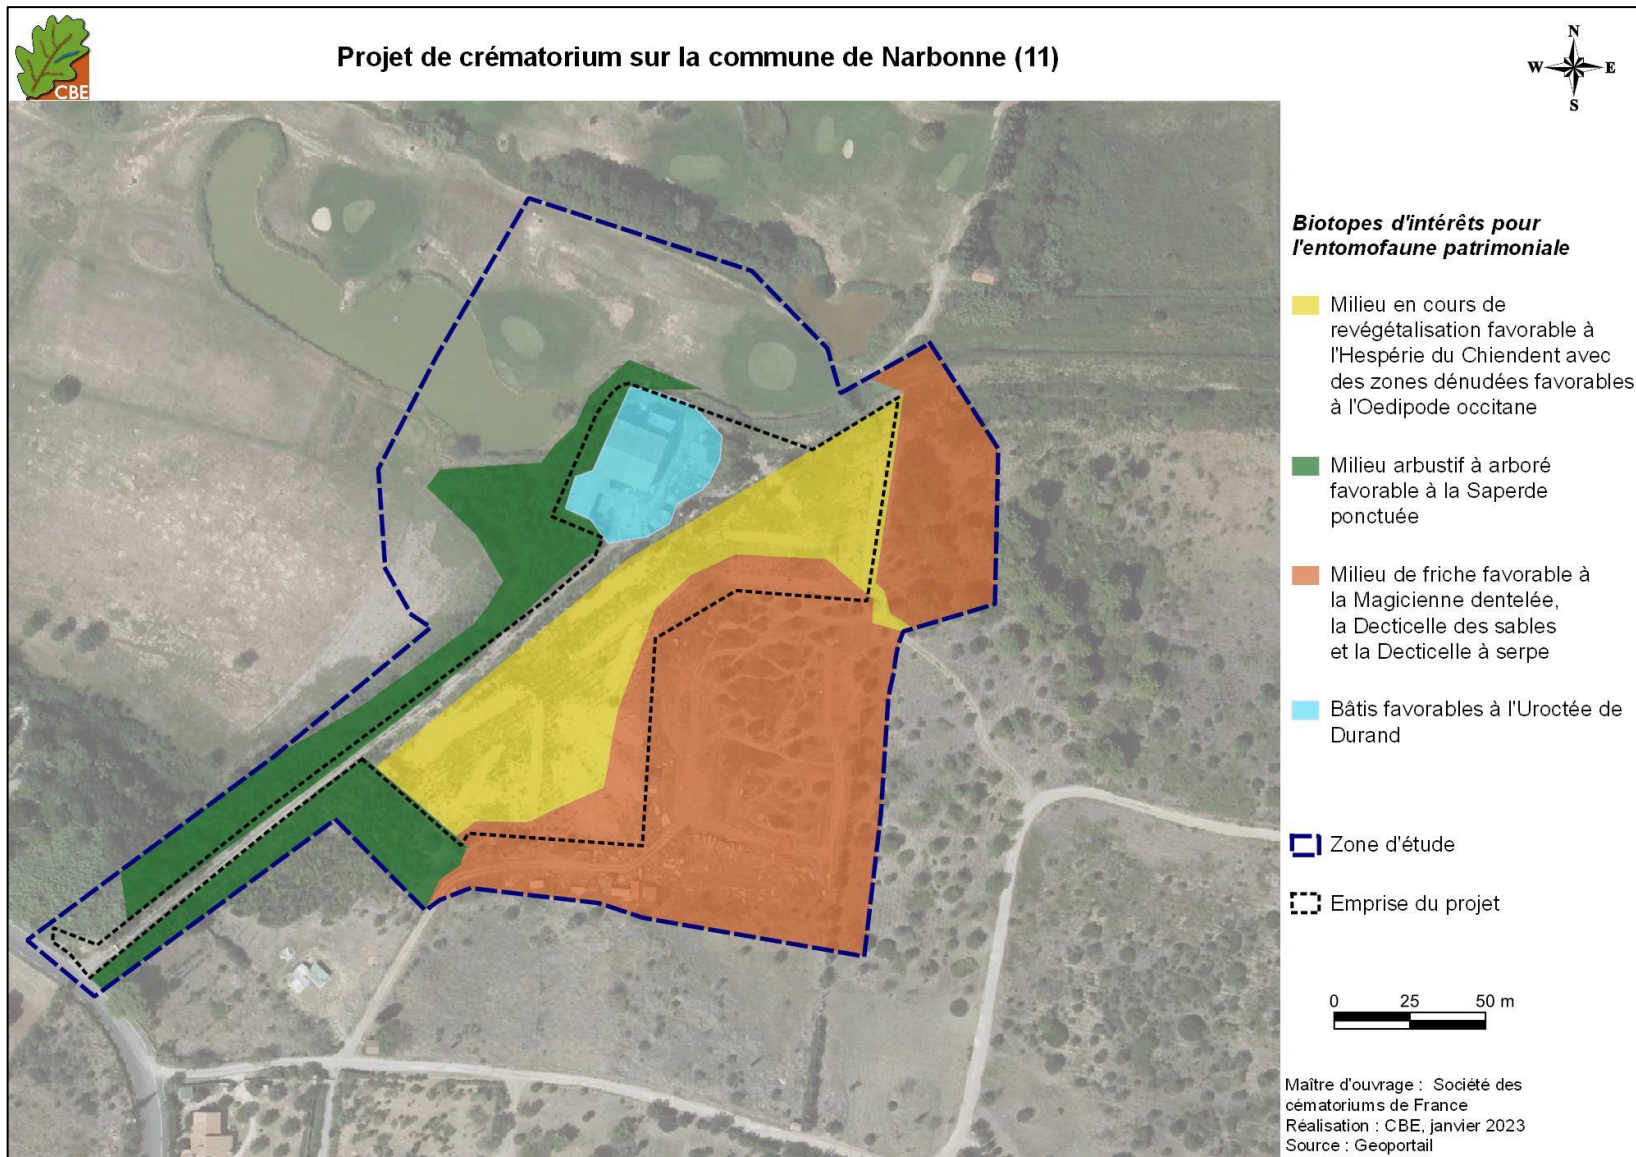 CBE
Projet de crématorium sur la commune de Narbonne (11)
N
W E
S
Biotopes d'intérêts pour
l'entomofaune patrimoniale
Milieu en cours de
revégétalisation favorable à
l'Hespérie du Chiendent avec
des zones dénudées favorables
à l'Oedipode occitane
Milieu arbustif à arboré
favorable à la Saperde
ponctuée
Milieu de friche favorable à
la Magicienne dentelée,
la Decticelle des sables
et la Decticelle à serpe
Bâtis favorables à l'Uroctée de
Durand
Zone d'étude
Emprise du projet
0 25 50 m
Maître d'ouvrage : Société des
cématoriums de France
Réalisation : CBE, janvier 2023
Source : Geoportail